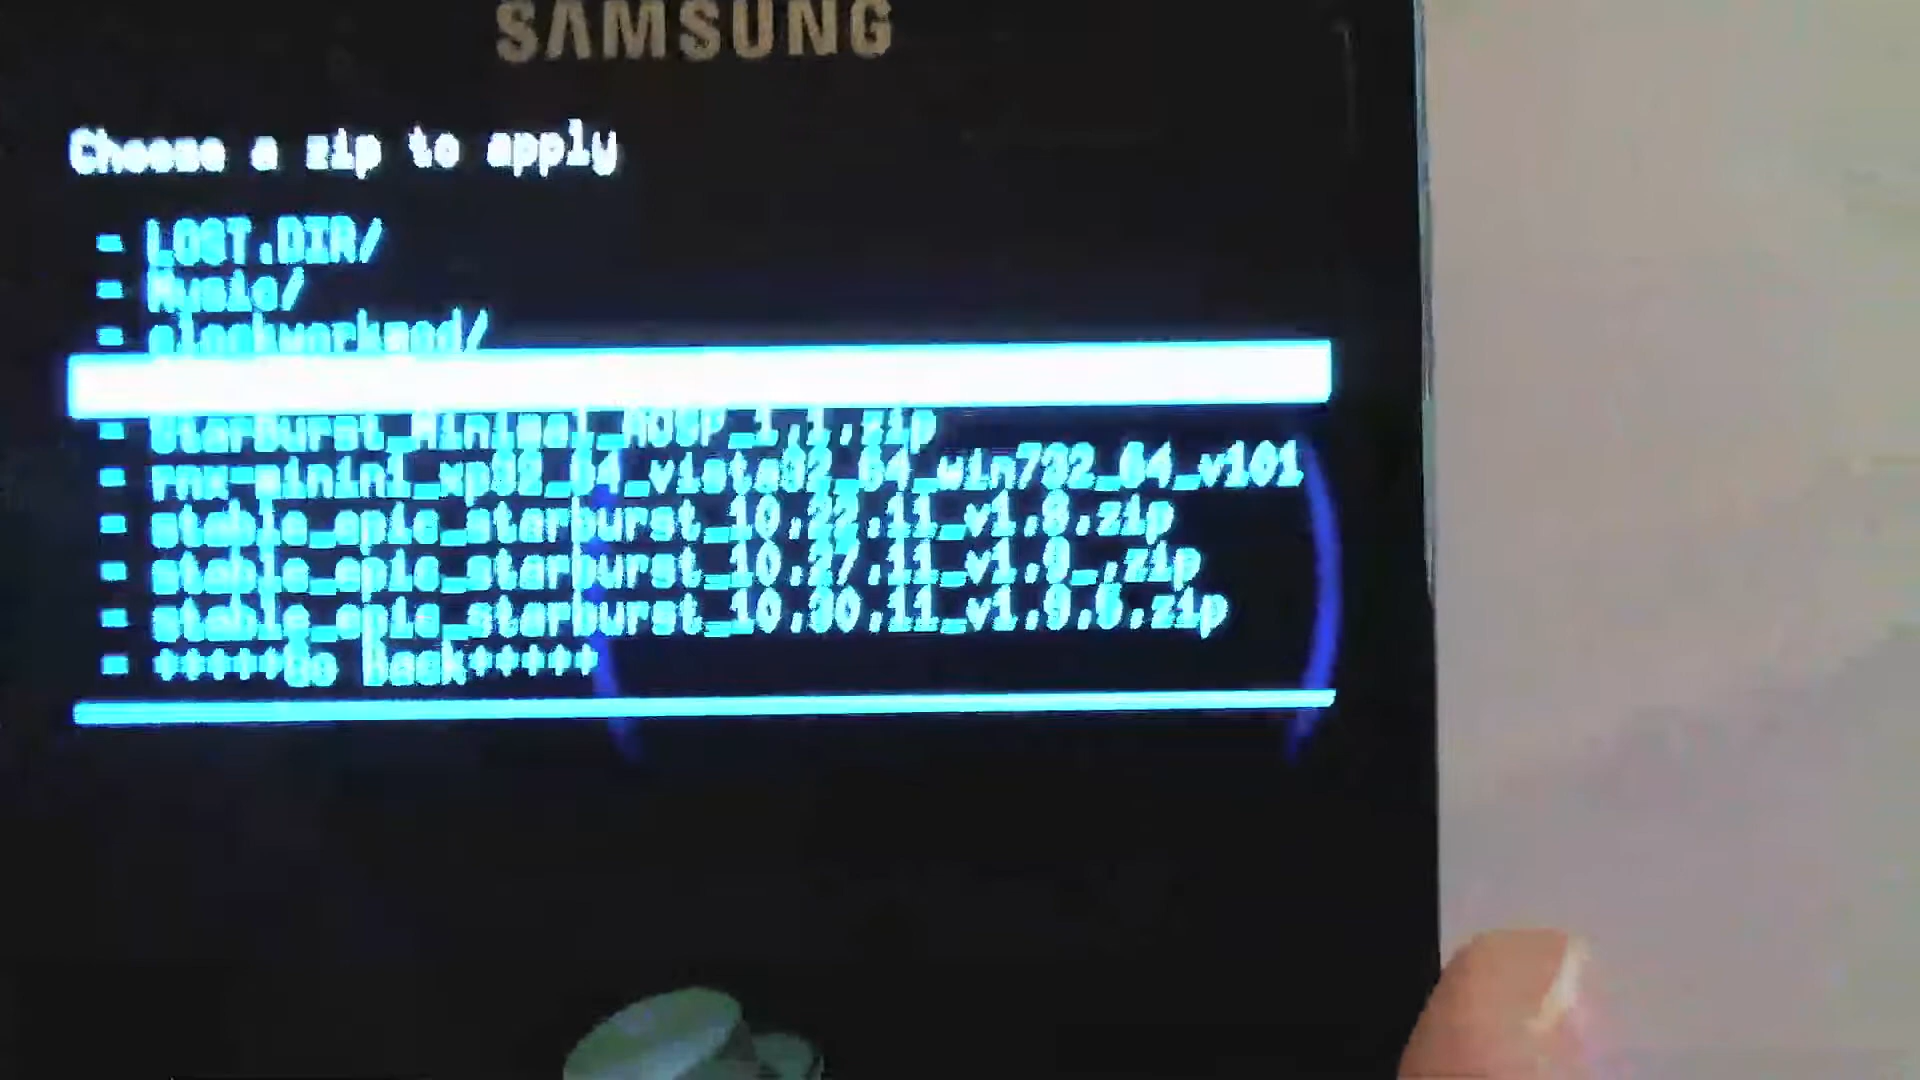 SAMSUNG
Choose a zip to apply
- LOST.DIR/
- Music/
- clockworkmod/
- Starburst_Minimal_AOSP_1.1.zip
- rnx-minini_xp32_64_vista32_64_win732_64_v101
- stable_epic_starburst_10.22.11_v1.8.zip
- stable_epic_starburst_10.27.11_v1.9_.zip
- stable_epic_starburst_10.30.11_v1.9.5.zip
- +++++Go Back+++++